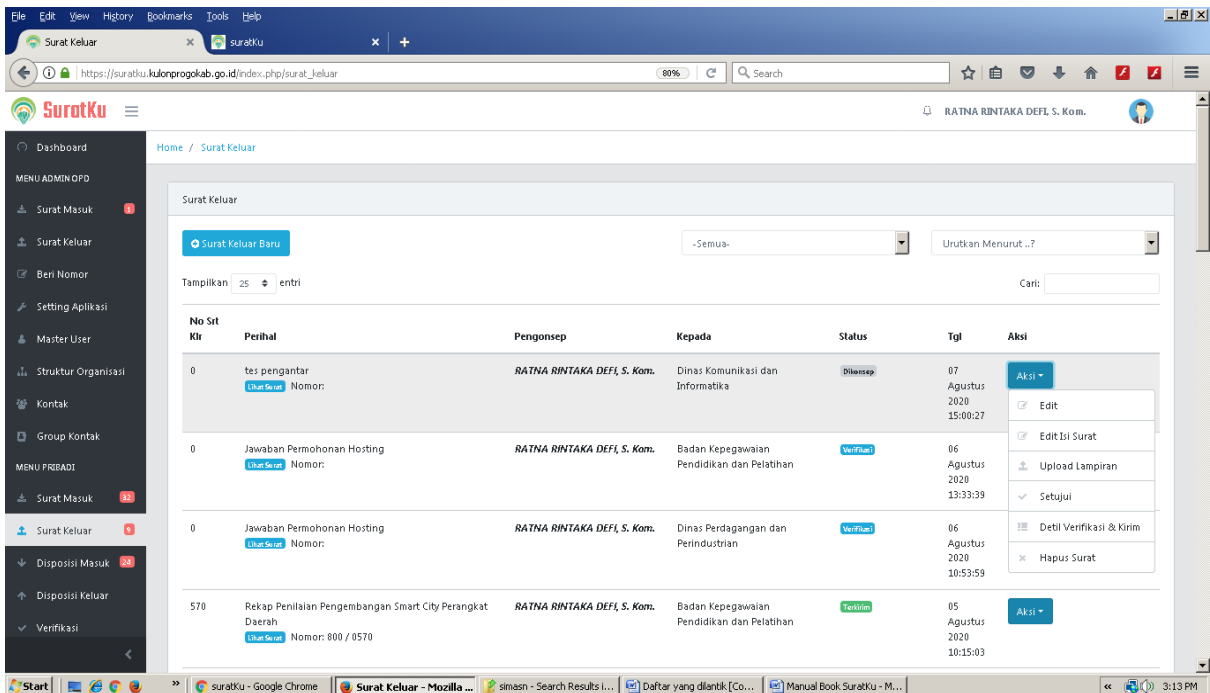 File Edit View History Bookmarks Tools Help
Surat Keluar suratKu
https://suratku.kulonprogokab.go.id/index.php/surat_keluar 80% Search
SuratKu RATNA RINTAKA DEFI, S. Kom.
Dashboard
MENU ADMIN OPD
Surat Masuk 1
Surat Keluar
Beri Nomor
Setting Aplikasi
Master User
Struktur Organisasi
Kontak
Group Kontak
MENU PRIBADI
Surat Masuk 32
Surat Keluar 9
Disposisi Masuk 24
Disposisi Keluar
Verifikasi
Home / Surat Keluar
Surat Keluar
Surat Keluar Baru -Semua- Urutkan Menurut ..?
Tampilkan 25 entri Cari:
No Srt
Klr Perihal Pengonsep Kepada Status Tgl Aksi
0 tes pengantar RATNA RINTAKA DEFI, S. Kom. Dinas Komunikasi dan Dikonsep 07 Aksi
Lihat Surat Nomor: Informatika Agustus
2020
15:00:27
Edit
Edit Isi Surat
Upload Lampiran
Setujui
Detil Verifikasi & Kirim
Hapus Surat
0 Jawaban Permohonan Hosting RATNA RINTAKA DEFI, S. Kom. Badan Kepegawaian Verifikasi 06
Lihat Surat Nomor: Pendidikan dan Pelatihan Agustus
2020
13:33:39
0 Jawaban Permohonan Hosting RATNA RINTAKA DEFI, S. Kom. Dinas Perdagangan dan Verifikasi 06
Lihat Surat Nomor: Perindustrian Agustus
2020
10:53:59
570 Rekap Penilaian Pengembangan Smart City Perangkat RATNA RINTAKA DEFI, S. Kom. Badan Kepegawaian Terkirim 05 Aksi
Daerah Pendidikan dan Pelatihan Agustus
Lihat Surat Nomor: 800 / 0570 2020
10:15:03
Start suratKu - Google Chrome Surat Keluar - Mozilla ... simasn - Search Results i... Daftar yang dilantik [Co... Manual Book SuratKu - M... 3:13 PM